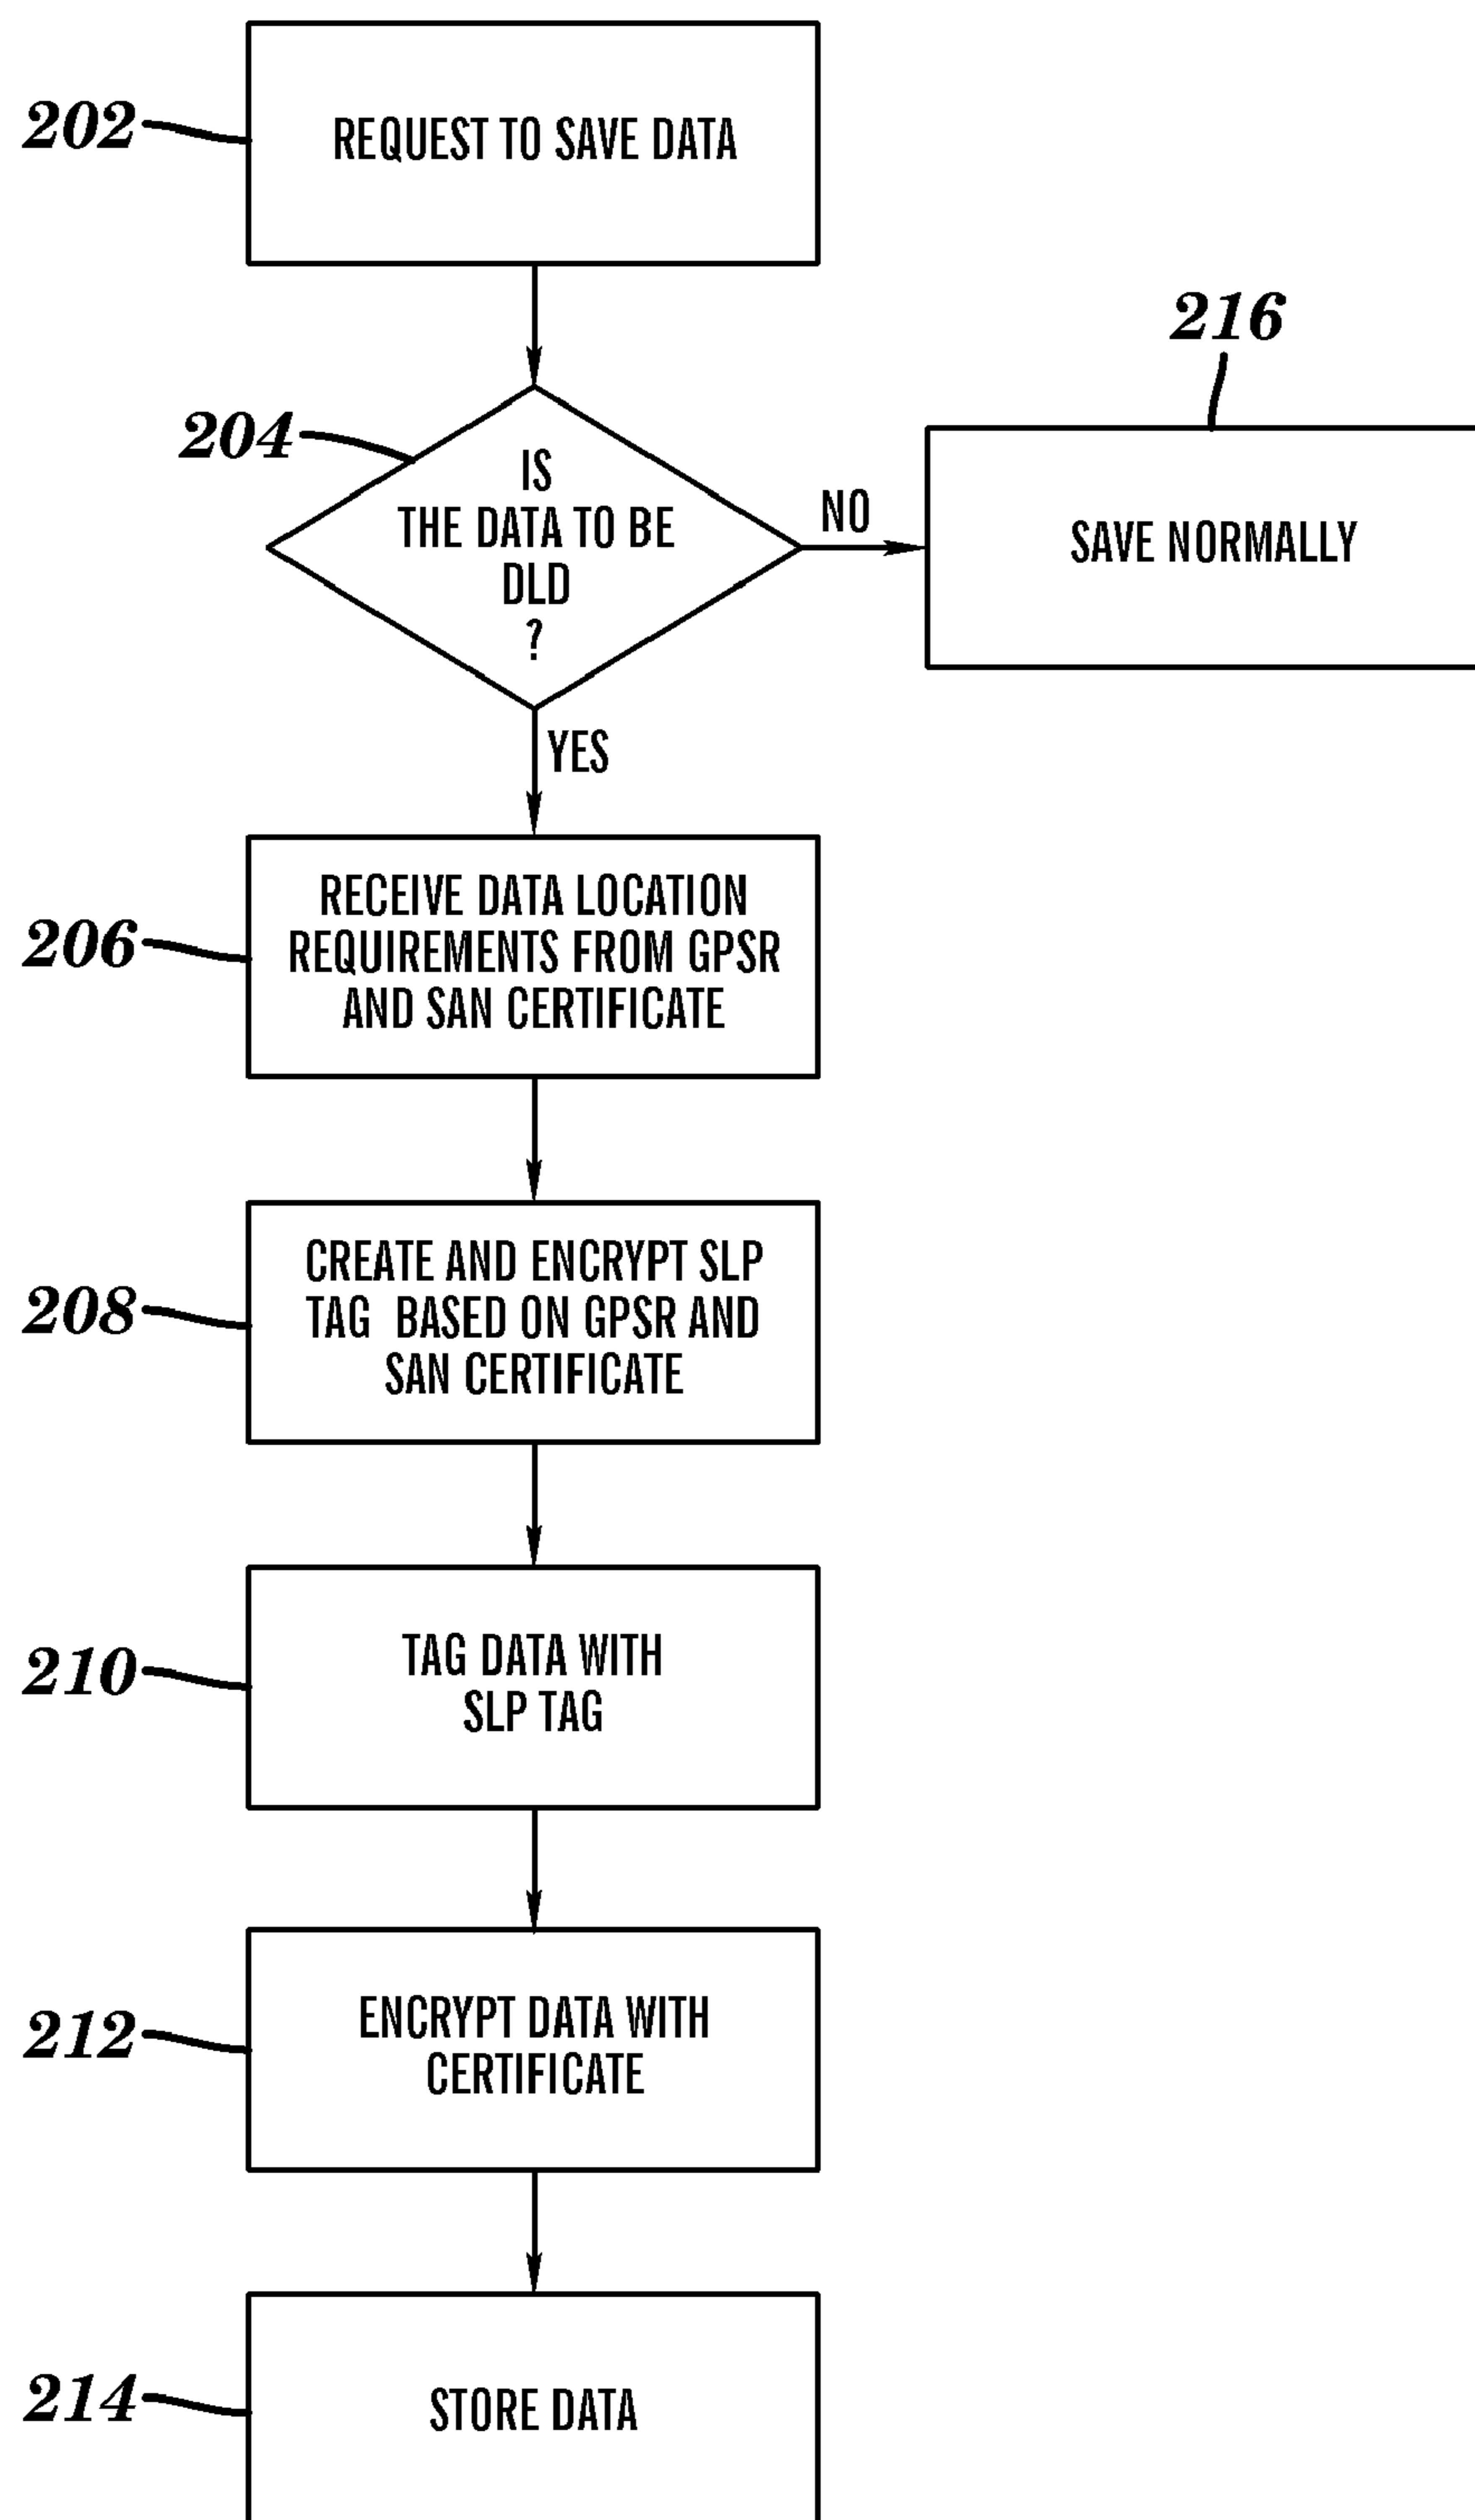 202
REQUEST TO SAVE DATA
216
204
IS
THE DATA TO BE
DLD
?
NO
SAVE NORMALLY
YES
206
RECEIVE DATA LOCATION
REQUIREMENTS FROM GPSR
AND SAN CERTIFICATE
208
CREATE AND ENCRYPT SLP
TAG BASED ON GPSR AND
SAN CERTIFICATE
210
TAG DATA WITH
SLP TAG
212
ENCRYPT DATA WITH
CERTIFICATE
214
STORE DATA